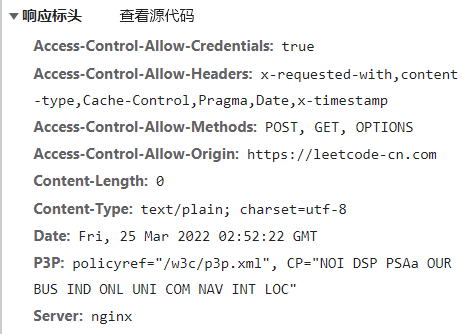 ▼响应标头 查看源代码
Access-Control-Allow-Credentials: true
Access-Control-Allow-Headers: x-requested-with,content
-type,Cache-Control,Pragma,Date,x-timestamp
Access-Control-Allow-Methods: POST, GET, OPTIONS
Access-Control-Allow-Origin: https://leetcode-cn.com
Content-Length: 0
Content-Type: text/plain; charset=utf-8
Date: Fri, 25 Mar 2022 02:52:22 GMT
P3P: policyref="/w3c/p3p.xml", CP="NOI DSP PSAa OUR
BUS IND ONL UNI COM NAV INT LOC"
Server: nginx